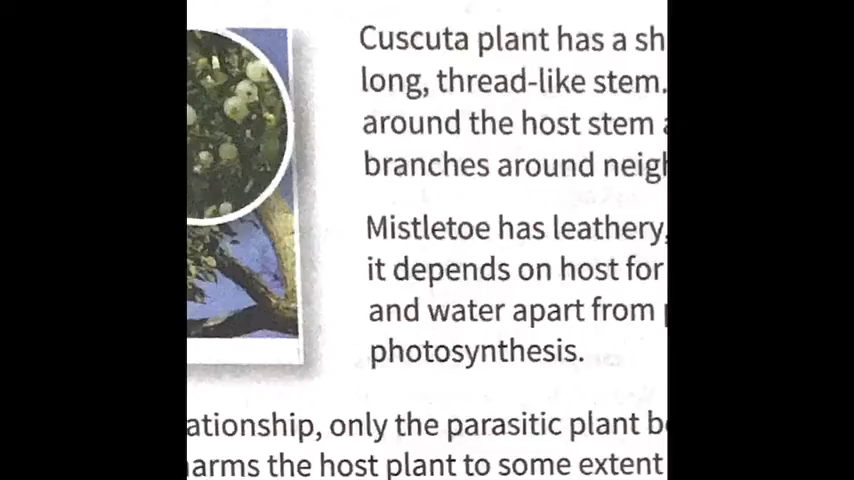 Cuscuta plant has a sh
long, thread-like stem.
around the host stem
branches around neigh
Mistletoe has leathery,
it depends on host for
and water apart from
photosynthesis.
ationship, only the parasitic plant be
arms the host plant to some extent